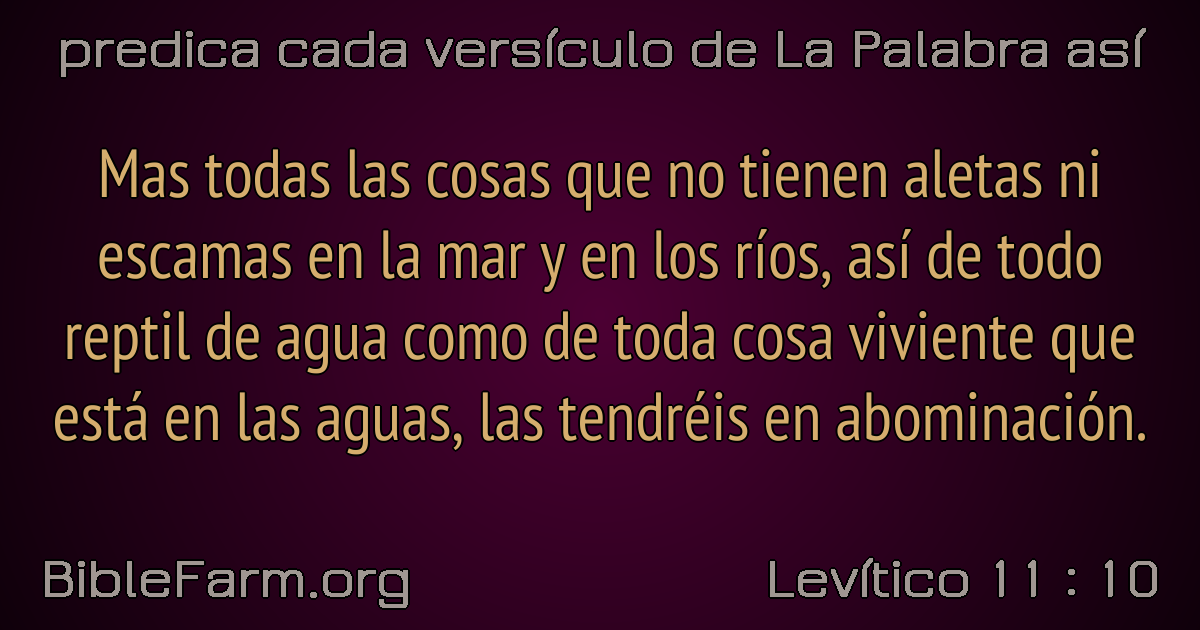 predica cada versículo de La Palabra así
Mas todas las cosas que no tienen aletas ni
escamas en la mar y en los ríos, así de todo
reptil de agua como de toda cosa viviente que
está en las aguas, las tendréis en abominación.
BibleFarm.org
Levítico 11 : 10